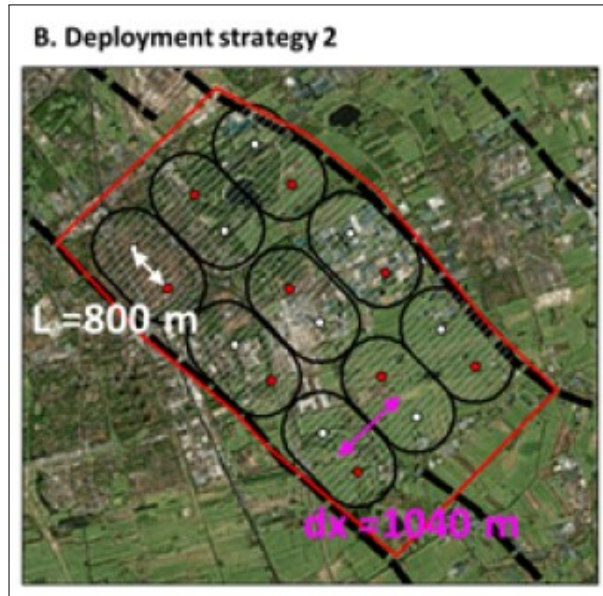 B. Deployment strategy 2
L =800 m
dx =1040 m